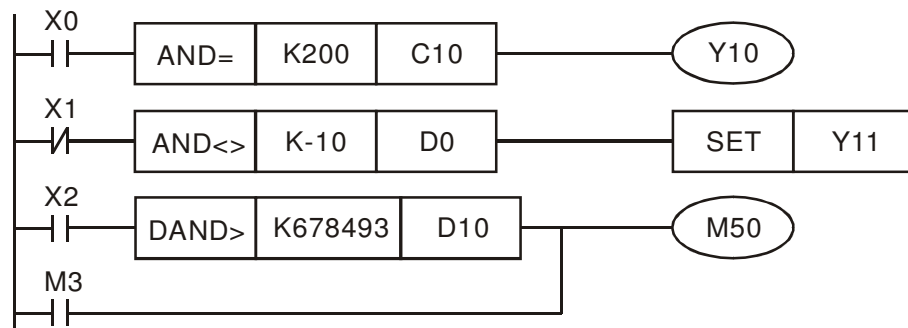 X0
AND= K200 C10 Y10
X1
AND<> K-10 D0 SET Y11
X2
DAND> K678493 D10 M50
M3